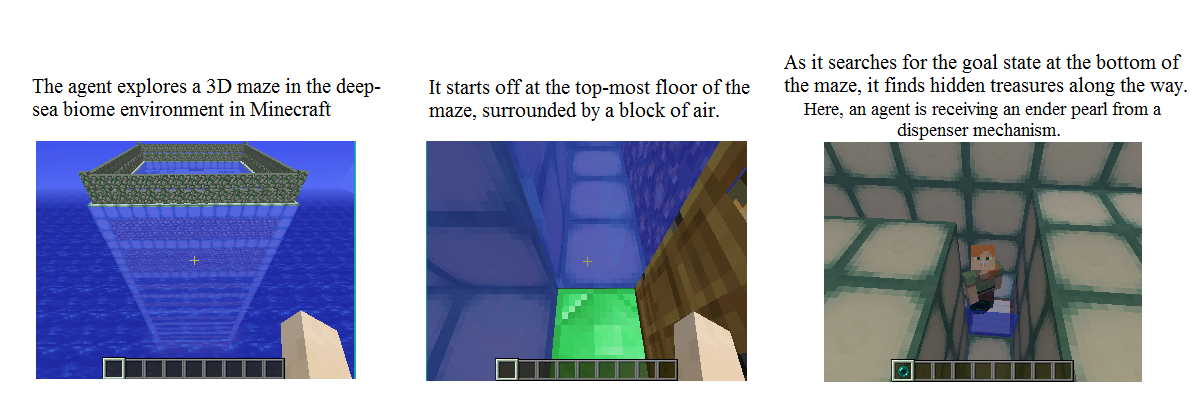 The agent explores a 3D maze in the deep-
sea biome environment in Minecraft
It starts off at the top-most floor of the
maze, surrounded by a block of air.
As it searches for the goal state at the bottom of
the maze, it finds hidden treasures along the way.
Here, an agent is receiving an ender pearl from a
dispenser mechanism.